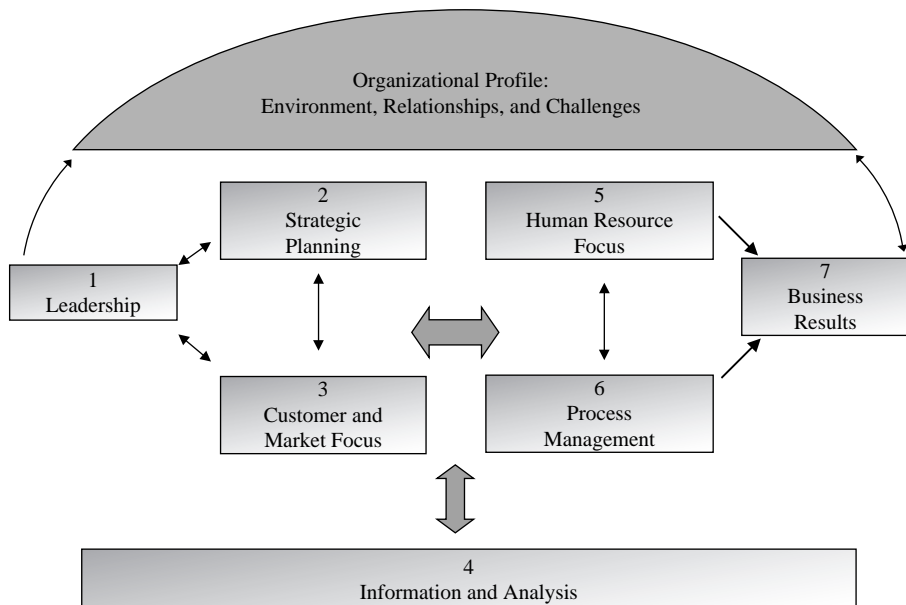 Organizational Profile:
Environment, Relationships, and Challenges
2
Strategic
Planning
5
Human Resource
Focus
1
Leadership
7
Business
Results
3
Customer and
Market Focus
6
Process
Management
4
Information and Analysis